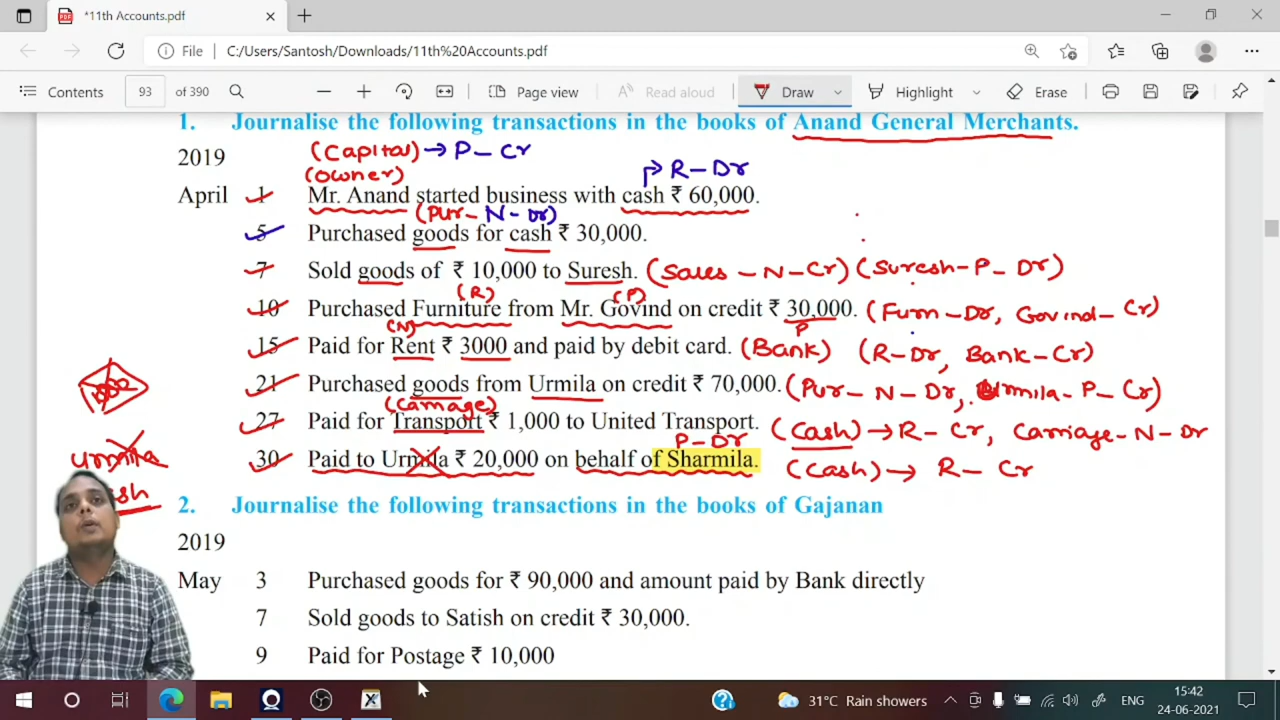 *11th Accounts.pdf
File C:/Users/Santosh/Downloads/11th%20Accounts.pdf
Contents 93 of 390 Page view Read aloud Draw Highlight Erase
1. Journalise the following transactions in the books of Anand General Merchants.
2019 (Capital) → P - Cr
(owner) R - Dr
April 1 Mr. Anand started business with cash ₹ 60,000.
(Pur - N - Dr)
5 Purchased goods for cash ₹ 30,000.
7 Sold goods of ₹ 10,000 to Suresh. (Sales - N - Cr) (Suresh - P - Dr)
(R) (P)
10 Purchased Furniture from Mr. Govind on credit ₹ 30,000. (Furn - Dr, Govind - Cr)
(N) P
15 Paid for Rent ₹ 3000 and paid by debit card. (Bank) (R - Dr, Bank - Cr)
21 Purchased goods from Urmila on credit ₹ 70,000. (Pur - N - Dr, Urmila - P - Cr)
(Carriage)
27 Paid for Transport ₹ 1,000 to United Transport. (Cash) → R - Cr, Carriage - N - Dr
P - Dr
30 Paid to Urmila ₹ 20,000 on behalf of Sharmila. (Cash) → R - Cr
Urmila
2. Journalise the following transactions in the books of Gajanan
2019
May 3 Purchased goods for ₹ 90,000 and amount paid by Bank directly
7 Sold goods to Satish on credit ₹ 30,000.
9 Paid for Postage ₹ 10,000
31°C Rain showers ENG 15:42
24-06-2021